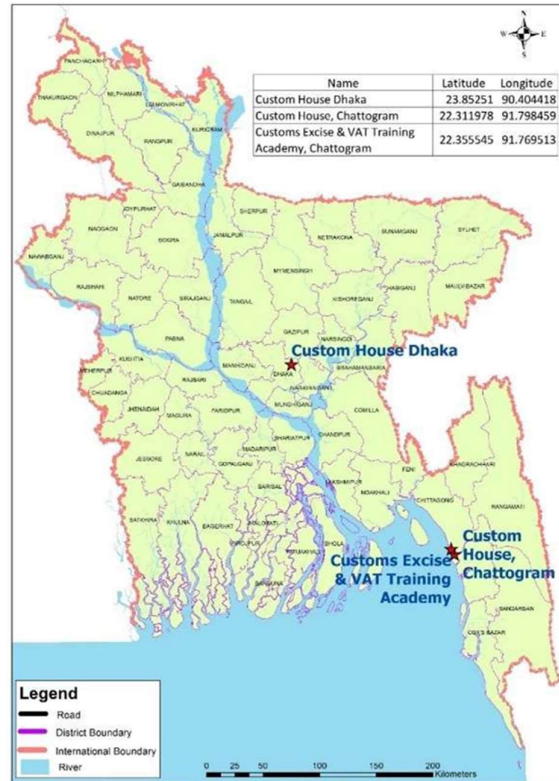 N
W E
S
Name Latitude Longitude
Custom House Dhaka 23.85251 90.404418
Custom House, Chattogram 22.311978 91.798459
Customs Excise & VAT Training
Academy, Chattogram 22.355545 91.769513
PANCHAGARH
THAKURGAON
NILPHAMARI
LALMONIRHAT
DINAJPUR
RANGPUR
KURIGRAM
GAIBANDHA
JOYPURHAT
SHERPUR
NAOGAON
BOGRA
JAMALPUR
NETRAKONA
SUNAMGANJ
SYLHET
MYMENSINGH
NAWABGANJ
RAJSHAHI
NATORE
SIRAJGANJ
TANGAIL
KISHOREGANJ
HABIGANJ
MAULVIBAZAR
GAZIPUR
PABNA
NARSINGDI
Custom House Dhaka
KUSHTIA
MANIKGANJ
DHAKA
BRAHAMANBARIA
MEHERPUR
CHUADANGA
RAJBARI
NARAYANGANJ
JHENAIDAH
MAGURA
FARIDPUR
MUNSHIGANJ
COMILLA
SHARIATPUR
CHANDPUR
JESSORE
NARAIL
MADARIPUR
GOPALGANJ
KHAGRACHHARI
FENI
BARISAL
LAKSHMIPUR
NOAKHALI
CHITTAGONG
RANGAMATI
SATKHIRA
KHULNA
BAGERHAT
JHALOKATI
PIROJPUR
BHOLA
PATUAKHALI
BARGUNA
Custom
House,
Chattogram
Customs Excise
& VAT Training
Academy
BANDARBAN
COX'S BAZAR
Legend
Road
District Boundary
International Boundary
River
0 25 50 100 150 200
Kilometers